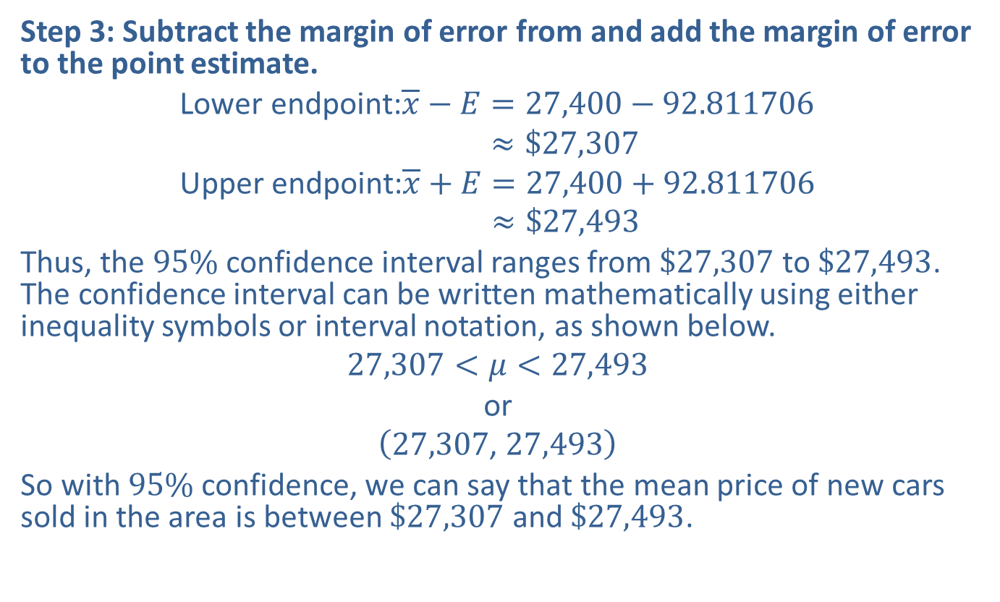 Step 3: Subtract the margin of error from and add the margin of error
to the point estimate.
Lower endpoint:x̅ − E = 27,400 − 92.811706
≈ $27,307
Upper endpoint:x̅ + E = 27,400 + 92.811706
≈ $27,493
Thus, the 95% confidence interval ranges from $27,307 to $27,493.
The confidence interval can be written mathematically using either
inequality symbols or interval notation, as shown below.
27,307 < μ < 27,493
or
(27,307, 27,493)
So with 95% confidence, we can say that the mean price of new cars
sold in the area is between $27,307 and $27,493.